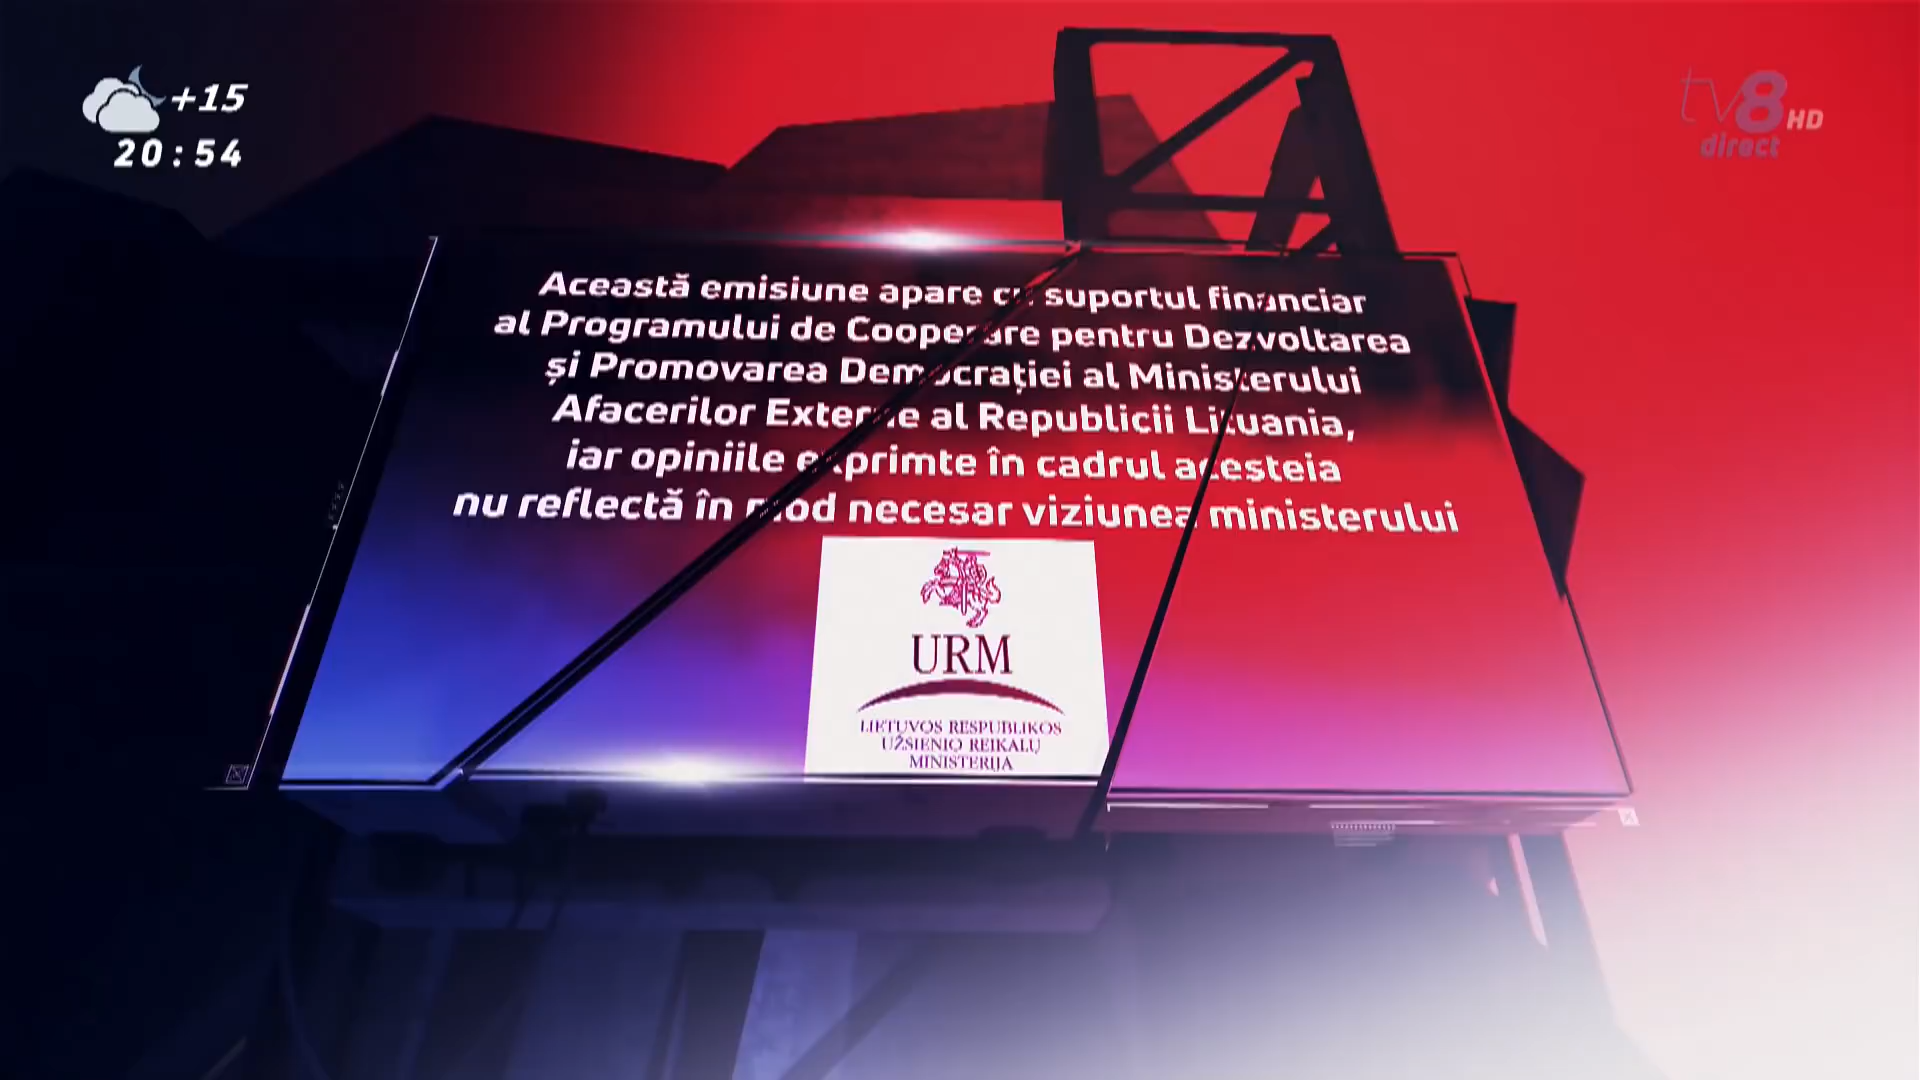 +15
20:54
tv8 HD
direct
Această emisiune apare cu suportul financiar
al Programului de Cooperare pentru Dezvoltarea
și Promovarea Democrației al Ministerului
Afacerilor Externe al Republicii Lituania,
iar opiniile exprimte în cadrul acesteia
nu reflectă în mod necesar viziunea ministerului
URM
LIETUVOS RESPUBLIKOS
UŽSIENIO REIKALŲ
MINISTERIJA